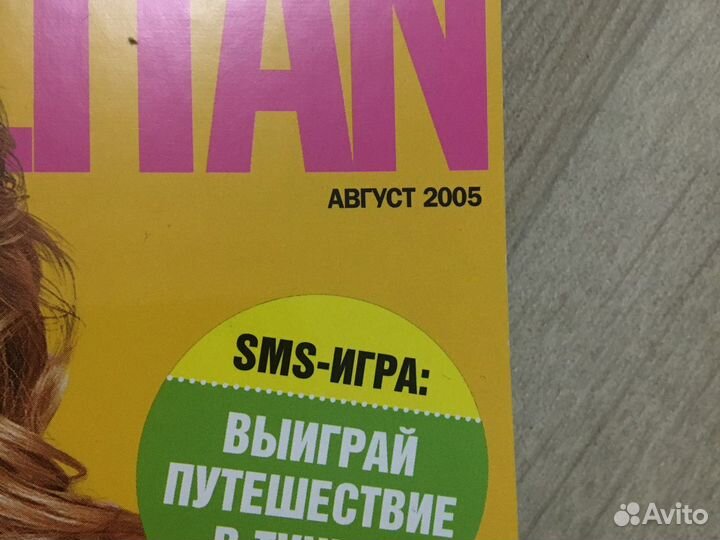 LITAN
АВГУСТ 2005
SMS-ИГРА:
ВЫИГРАЙ
ПУТЕШЕСТВИЕ
В
Avito